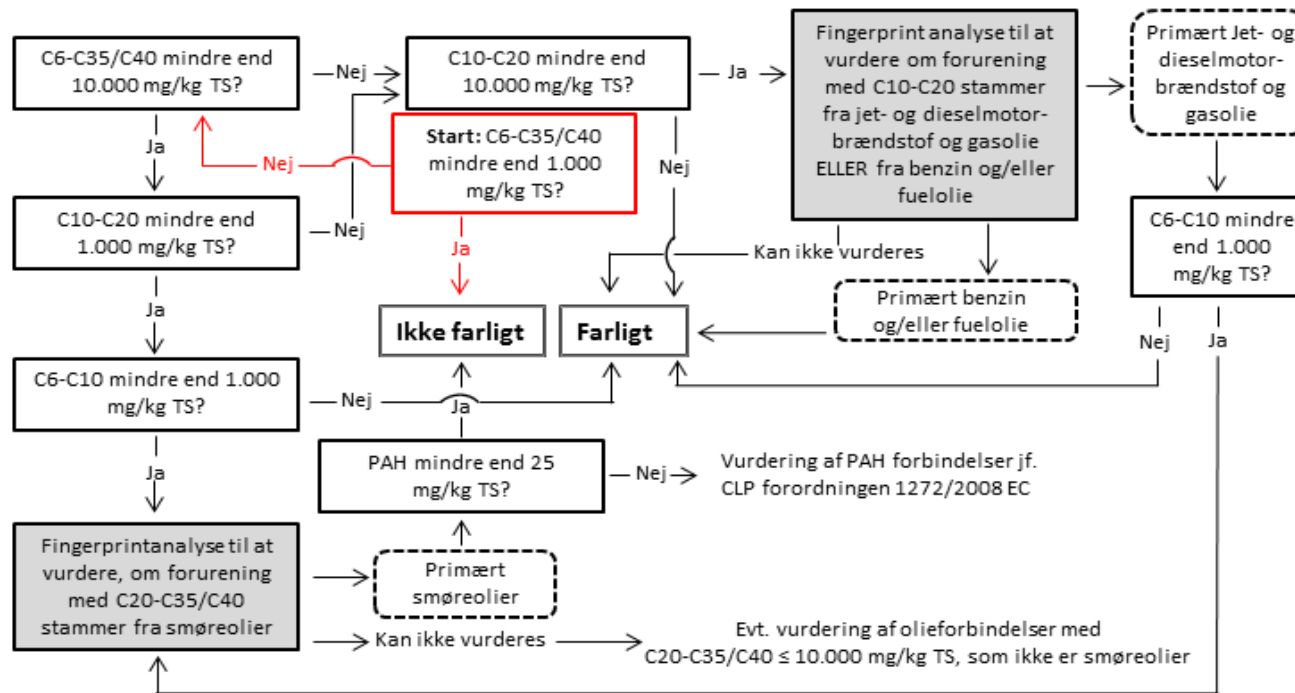 C6-C35/C40 mindre end
10.000 mg/kg TS?
Nej
C10-C20 mindre end
10.000 mg/kg TS?
Ja
Fingerprint analyse til at
vurdere om forurening
med C10-C20 stammer
fra jet- og dieselmotor-
brændstof og gasolie
ELLER fra benzin og/eller
fuelolie
Primært Jet- og
dieselmotor-
brændstof og
gasolie
Ja
Nej
Start: C6-C35/C40
mindre end 1.000
mg/kg TS?
Nej
C10-C20 mindre end
1.000 mg/kg TS?
Nej
Ja
Kan ikke vurderes
C6-C10 mindre
end 1.000
mg/kg TS?
Ja
Ikke farligt
Farligt
Primært benzin
og/eller fuelolie
Nej
Ja
C6-C10 mindre end 1.000
mg/kg TS?
Nej
Ja
Ja
PAH mindre end 25
mg/kg TS?
Nej
Vurdering af PAH forbindelser jf.
CLP forordningen 1272/2008 EC
Fingerprintanalyse til at
vurdere, om forurening
med C20-C35/C40
stammer fra smøreolier
Primært
smøreolier
Kan ikke vurderes
Evt. vurdering af olieforbindelser med
C20-C35/C40 ≤ 10.000 mg/kg TS, som ikke er smøreolier